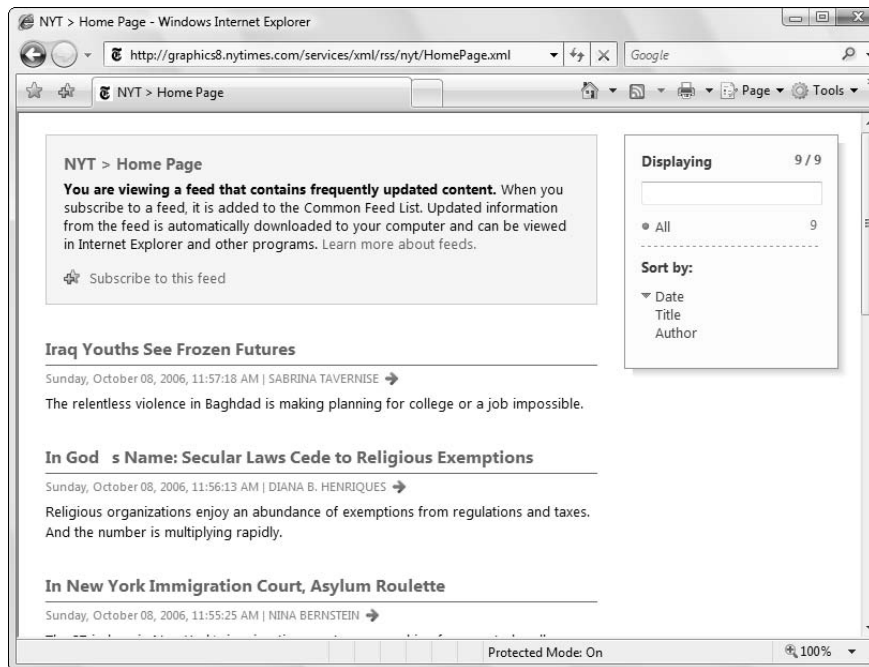 NYT > Home Page - Windows Internet Explorer
http://graphics8.nytimes.com/services/xml/rss/nyt/HomePage.xml
Google
NYT > Home Page
Page
Tools
NYT > Home Page
You are viewing a feed that contains frequently updated content. When you
subscribe to a feed, it is added to the Common Feed List. Updated information
from the feed is automatically downloaded to your computer and can be viewed
in Internet Explorer and other programs. Learn more about feeds.
Subscribe to this feed
Displaying 9 / 9
All 9
Sort by:
Date
Title
Author
Iraq Youths See Frozen Futures
Sunday, October 08, 2006, 11:57:18 AM | SABRINA TAVERNISE
The relentless violence in Baghdad is making planning for college or a job impossible.
In God s Name: Secular Laws Cede to Religious Exemptions
Sunday, October 08, 2006, 11:56:13 AM | DIANA B. HENRIQUES
Religious organizations enjoy an abundance of exemptions from regulations and taxes.
And the number is multiplying rapidly.
In New York Immigration Court, Asylum Roulette
Sunday, October 08, 2006, 11:55:25 AM | NINA BERNSTEIN
Protected Mode: On
100%